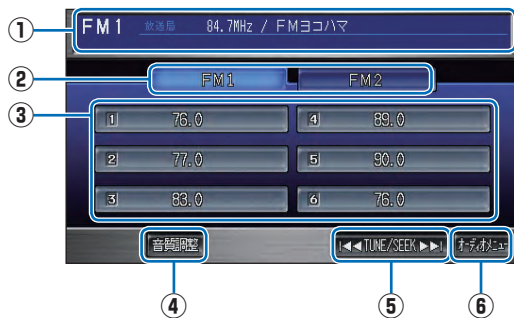 ① FM1 放送局 84.7MHz / FMヨコハマ
② FM1 FM2
③ 1 76.0 4 89.0
2 77.0 5 90.0
3 83.0 6 76.0
音質調整 I◀◀TUNE/SEEK▶▶I オーディオメニュー
④ ⑤ ⑥